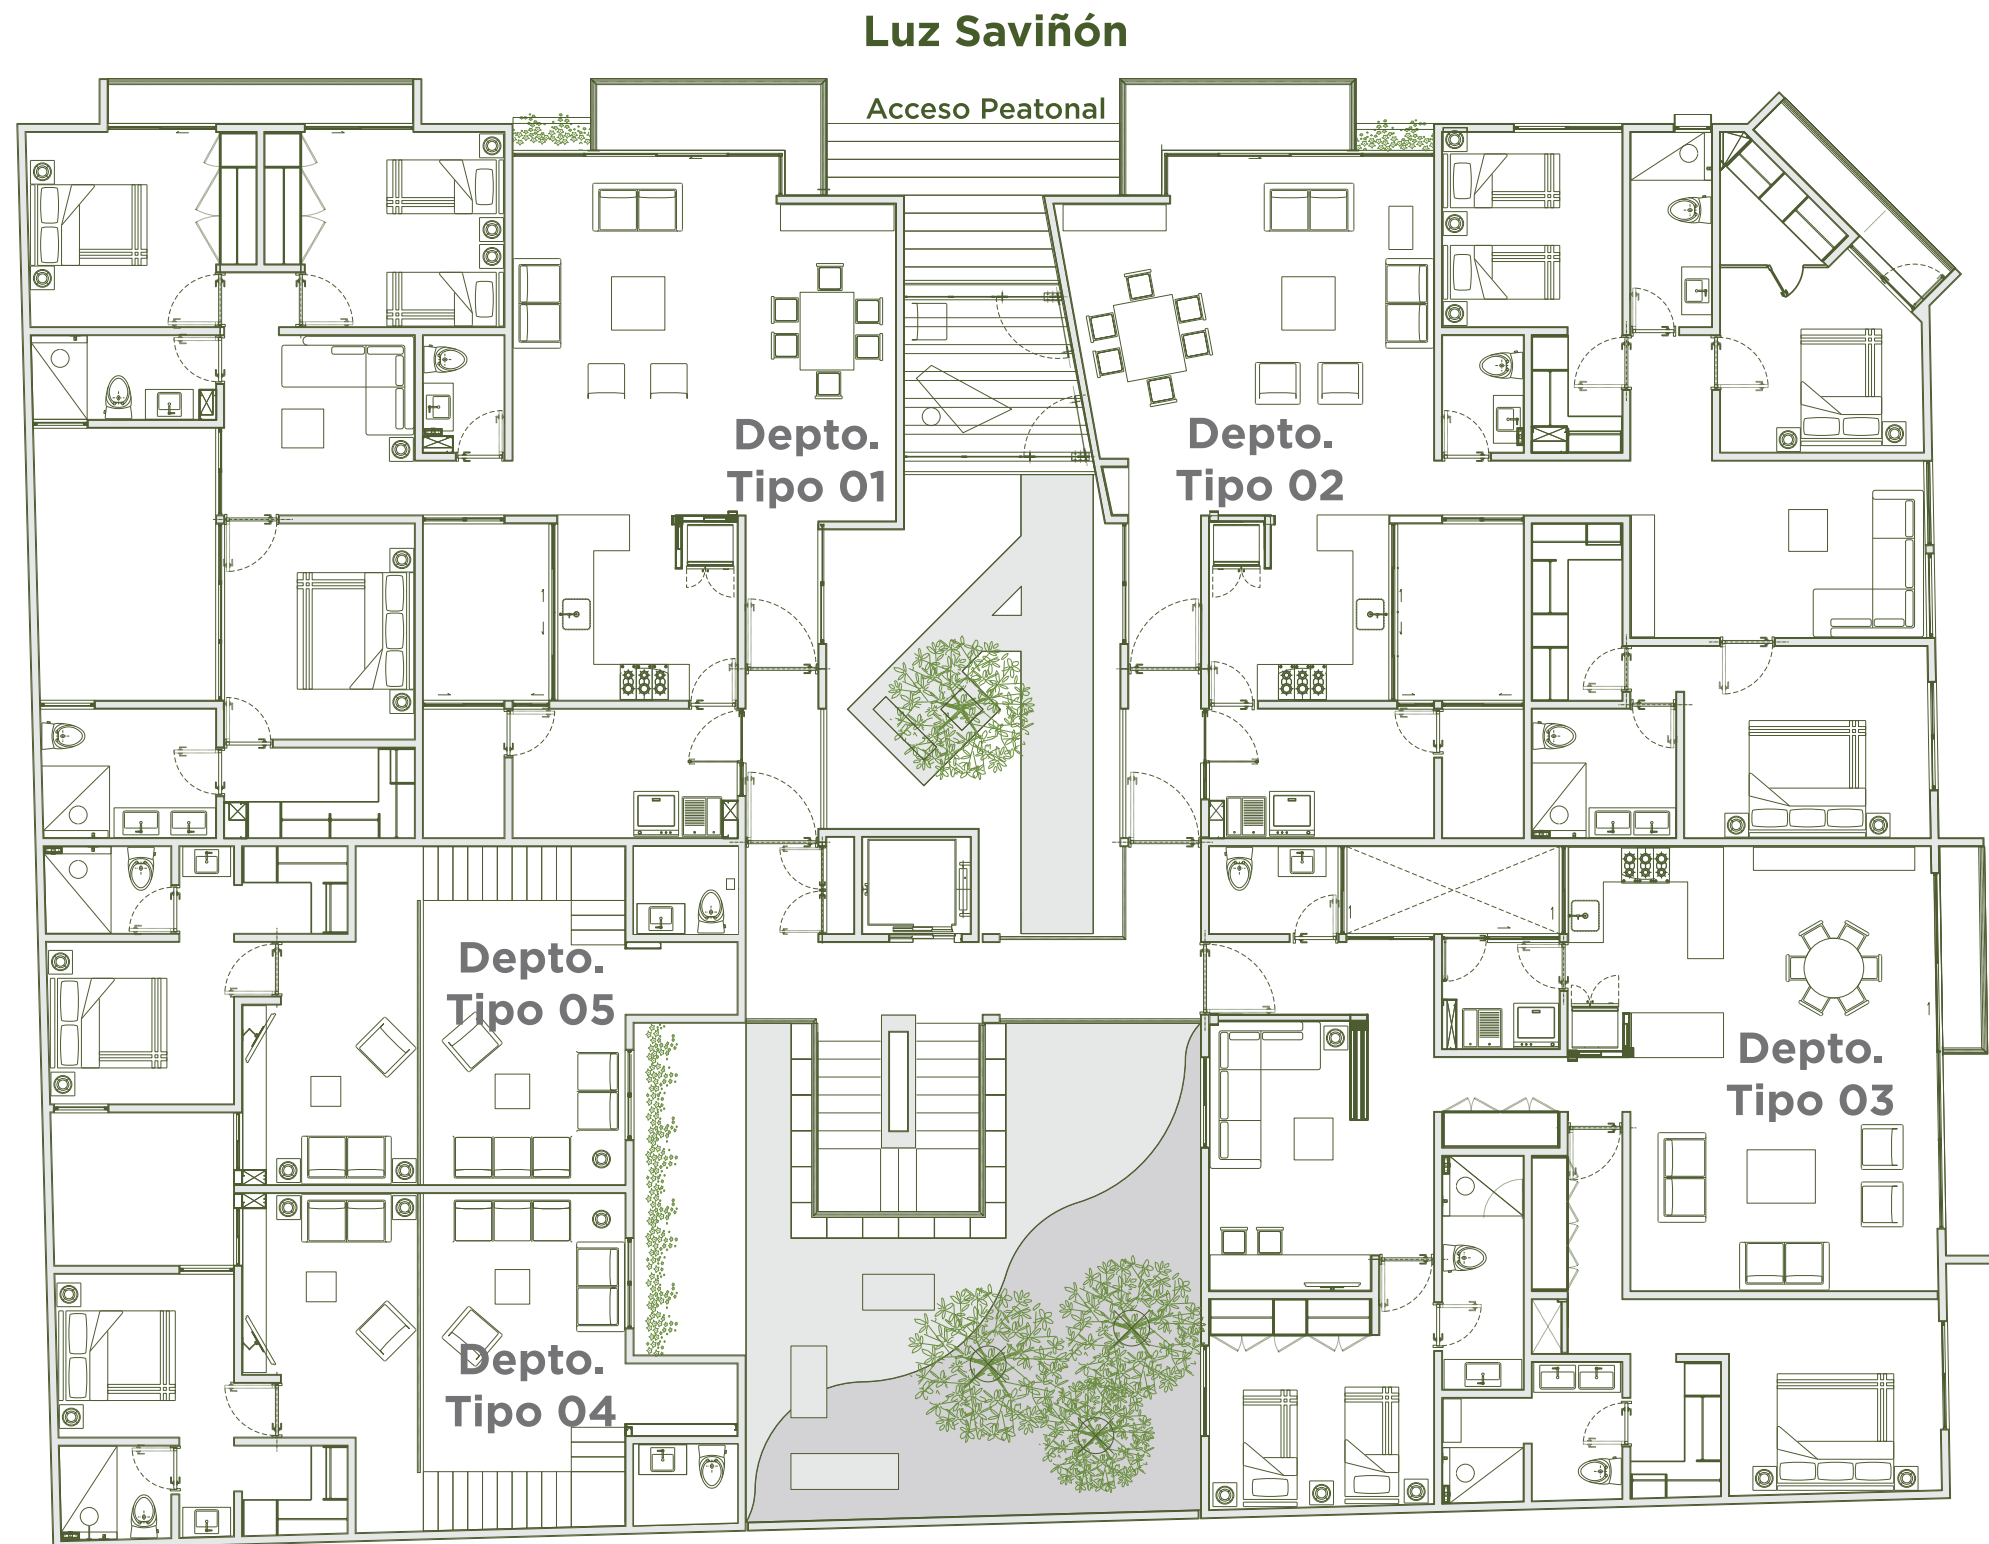 Luz Saviñón
Acceso Peatonal
Depto.
Tipo 01
Depto.
Tipo 02
Depto.
Tipo 05
Depto.
Tipo 03
Depto.
Tipo 04